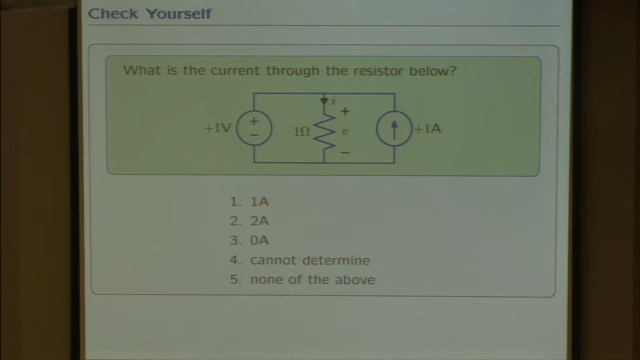 Check Yourself
What is the current through the resistor below?
i
+
+1V
+
−
1Ω
v
+1A
−
1. 1A
2. 2A
3. 0A
4. cannot determine
5. none of the above